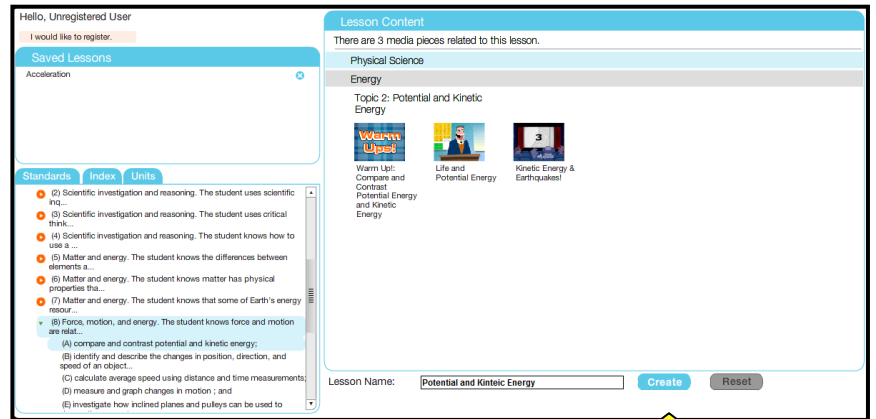 Hello, Unregistered User
I would like to register.
Saved Lessons
Acceleration
Standards
Index
Units
(2) Scientific investigation and reasoning. The student uses scientific
inq...
(3) Scientific investigation and reasoning. The student uses critical
think...
(4) Scientific investigation and reasoning. The student knows how to
use a ...
(5) Matter and energy. The student knows the differences between
elements a...
(6) Matter and energy. The student knows matter has physical
properties tha...
(7) Matter and energy. The student knows that some of Earth's energy
resour...
(8) Force, motion, and energy. The student knows force and motion
are relat...
(A) compare and contrast potential and kinetic energy;
(B) identify and describe the changes in position, direction, and
speed of an object...
(C) calculate average speed using distance and time measurements;
(D) measure and graph changes in motion ; and
(E) investigate how inclined planes and pulleys can be used to
Lesson Content
There are 3 media pieces related to this lesson.
Physical Science
Energy
Topic 2: Potential and Kinetic
Energy
Warm
Ups!
3
Warm Up!:
Compare and
Contrast
Potential Energy
and Kinetic
Energy
Life and
Potential Energy
Kinetic Energy &
Earthquakes!
Lesson Name:
Potential and Kinteic Energy
Create
Reset